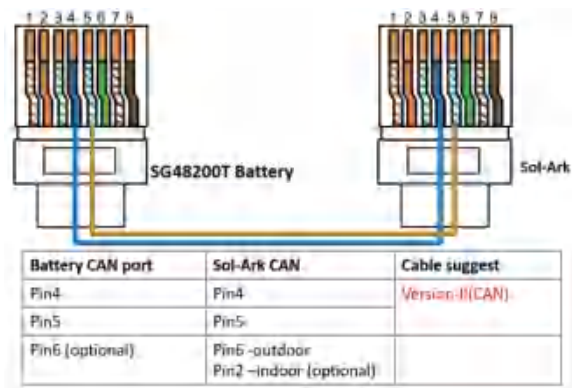 1 2 3 4 5 6 7 8
1 2 3 4 5 6 7 8
SG48200T Battery
Sol-Ark
Battery CAN port Sol-Ark CAN Cable suggest
Pin4 Pin4 Version-II(CAN)
Pin5 Pin5
Pin6 (optional) Pin6 -outdoor
Pin2 –indoor (optional)